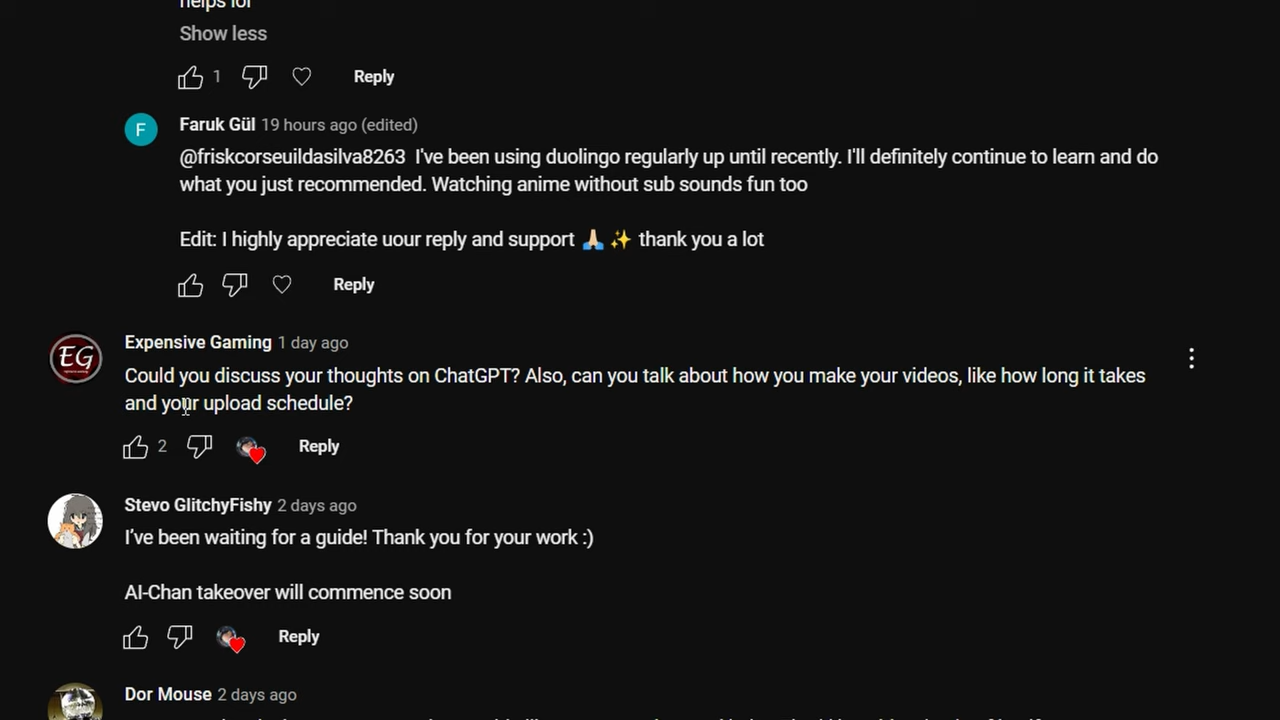 helps for
Show less
1
Reply
F
Faruk Gül 19 hours ago (edited)
@friskcorseuildasilva8263 I've been using duolingo regularly up until recently. I'll definitely continue to learn and do
what you just recommended. Watching anime without sub sounds fun too
Edit: I highly appreciate uour reply and support 🙏🏼 ✨ thank you a lot
Reply
EG
Expensive Gaming 1 day ago
Could you discuss your thoughts on ChatGPT? Also, can you talk about how you make your videos, like how long it takes
and your upload schedule?
2
Reply
Stevo GlitchyFishy 2 days ago
I've been waiting for a guide! Thank you for your work :)
AI-Chan takeover will commence soon
Reply
Dor Mouse 2 days ago